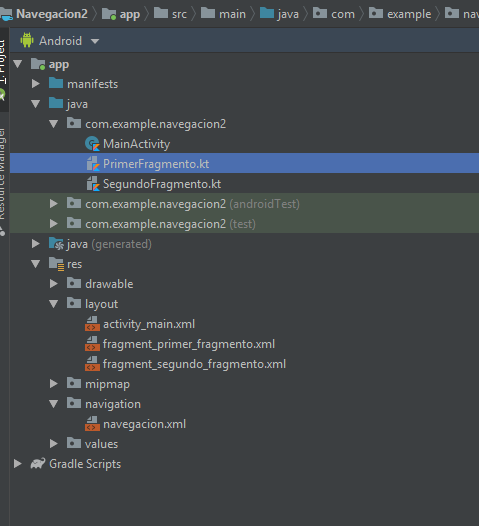 Navegacion2 app src main java com example nav
1: Project
Android
Resource Manager
app
manifests
java
com.example.navegacion2
MainActivity
PrimerFragmento.kt
SegundoFragmento.kt
com.example.navegacion2 (androidTest)
com.example.navegacion2 (test)
java (generated)
res
drawable
layout
activity_main.xml
fragment_primer_fragmento.xml
fragment_segundo_fragmento.xml
mipmap
navigation
navegacion.xml
values
Gradle Scripts